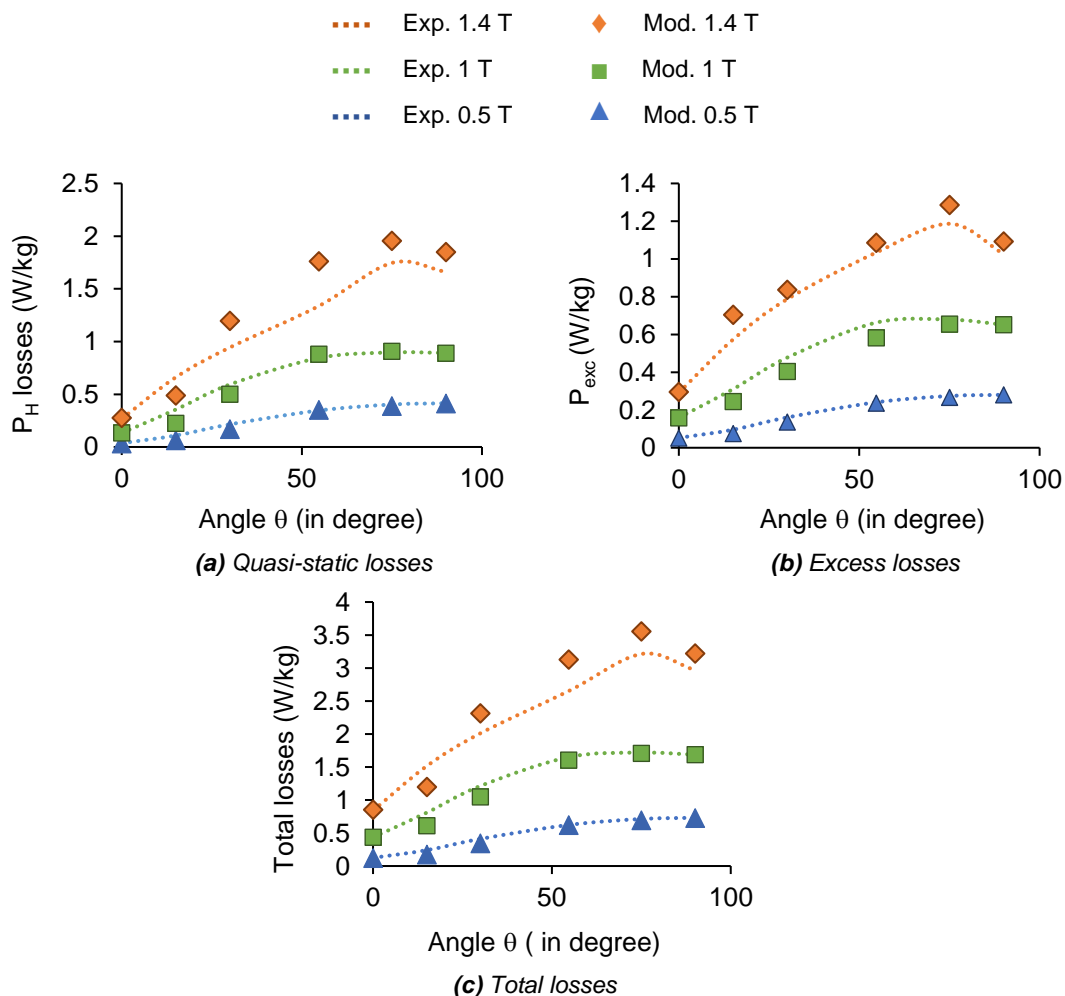 Exp. 1.4 T Mod. 1.4 T
Exp. 1 T Mod. 1 T
Exp. 0.5 T Mod. 0.5 T
P_H losses (W/kg)
2.5
2
1.5
1
0.5
0
0 50 100
Angle θ (in degree)
(a) Quasi-static losses
P_exc (W/kg)
1.4
1.2
1
0.8
0.6
0.4
0.2
0
0 50 100
Angle θ (in degree)
(b) Excess losses
Total losses (W/kg)
4
3.5
3
2.5
2
1.5
1
0.5
0
0 50 100
Angle θ ( in degree)
(c) Total losses